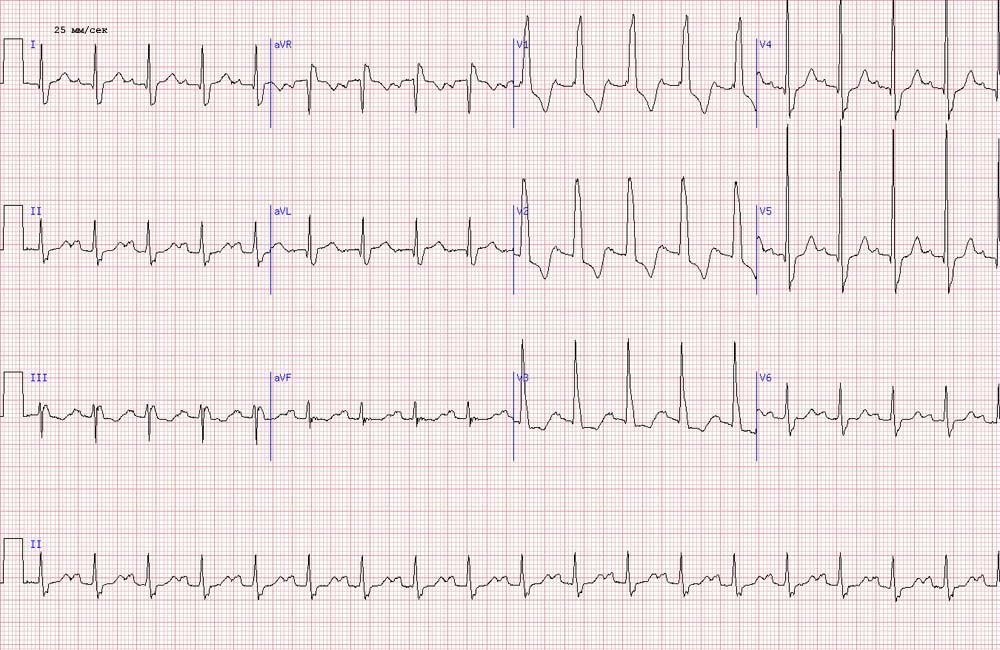 25 мм/сек
I aVR V1 V4
II aVL V2 V5
III aVF V3 V6
II